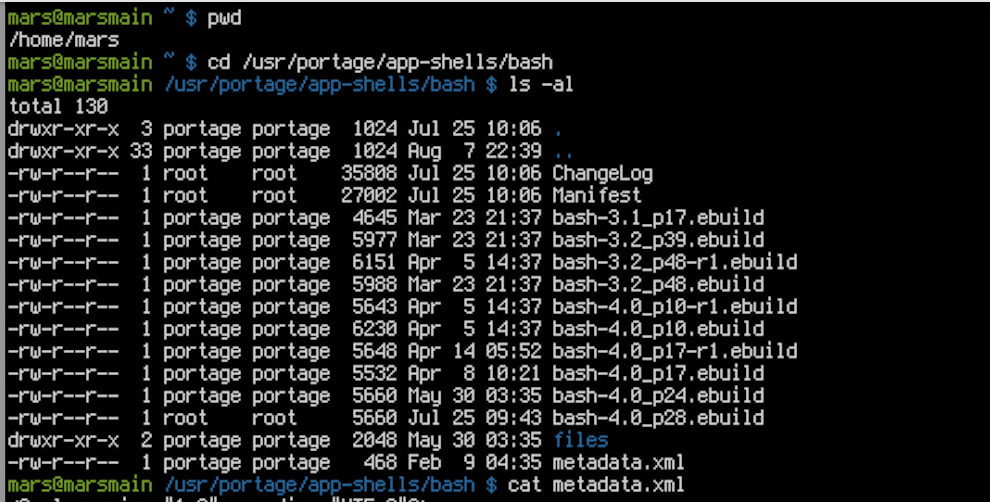 mars@marsmain ~ $ pwd
/home/mars
mars@marsmain ~ $ cd /usr/portage/app-shells/bash
mars@marsmain /usr/portage/app-shells/bash $ ls -al
total 130
drwxr-xr-x  3 portage portage  1024 Jul 25 10:06 .
drwxr-xr-x 33 portage portage  1024 Aug  7 22:39 ..
-rw-r--r--  1 root    root    35808 Jul 25 10:06 ChangeLog
-rw-r--r--  1 root    root    27002 Jul 25 10:06 Manifest
-rw-r--r--  1 portage portage  4645 Mar 23 21:37 bash-3.1_p17.ebuild
-rw-r--r--  1 portage portage  5977 Mar 23 21:37 bash-3.2_p39.ebuild
-rw-r--r--  1 portage portage  6151 Apr  5 14:37 bash-3.2_p48-r1.ebuild
-rw-r--r--  1 portage portage  5988 Mar 23 21:37 bash-3.2_p48.ebuild
-rw-r--r--  1 portage portage  5643 Apr  5 14:37 bash-4.0_p10-r1.ebuild
-rw-r--r--  1 portage portage  6230 Apr  5 14:37 bash-4.0_p10.ebuild
-rw-r--r--  1 portage portage  5648 Apr 14 05:52 bash-4.0_p17-r1.ebuild
-rw-r--r--  1 portage portage  5532 Apr  8 10:21 bash-4.0_p17.ebuild
-rw-r--r--  1 portage portage  5660 May 30 03:35 bash-4.0_p24.ebuild
-rw-r--r--  1 root    root     5660 Jul 25 09:43 bash-4.0_p28.ebuild
drwxr-xr-x  2 portage portage  2048 May 30 03:35 files
-rw-r--r--  1 portage portage   468 Feb  9 04:35 metadata.xml
mars@marsmain /usr/portage/app-shells/bash $ cat metadata.xml